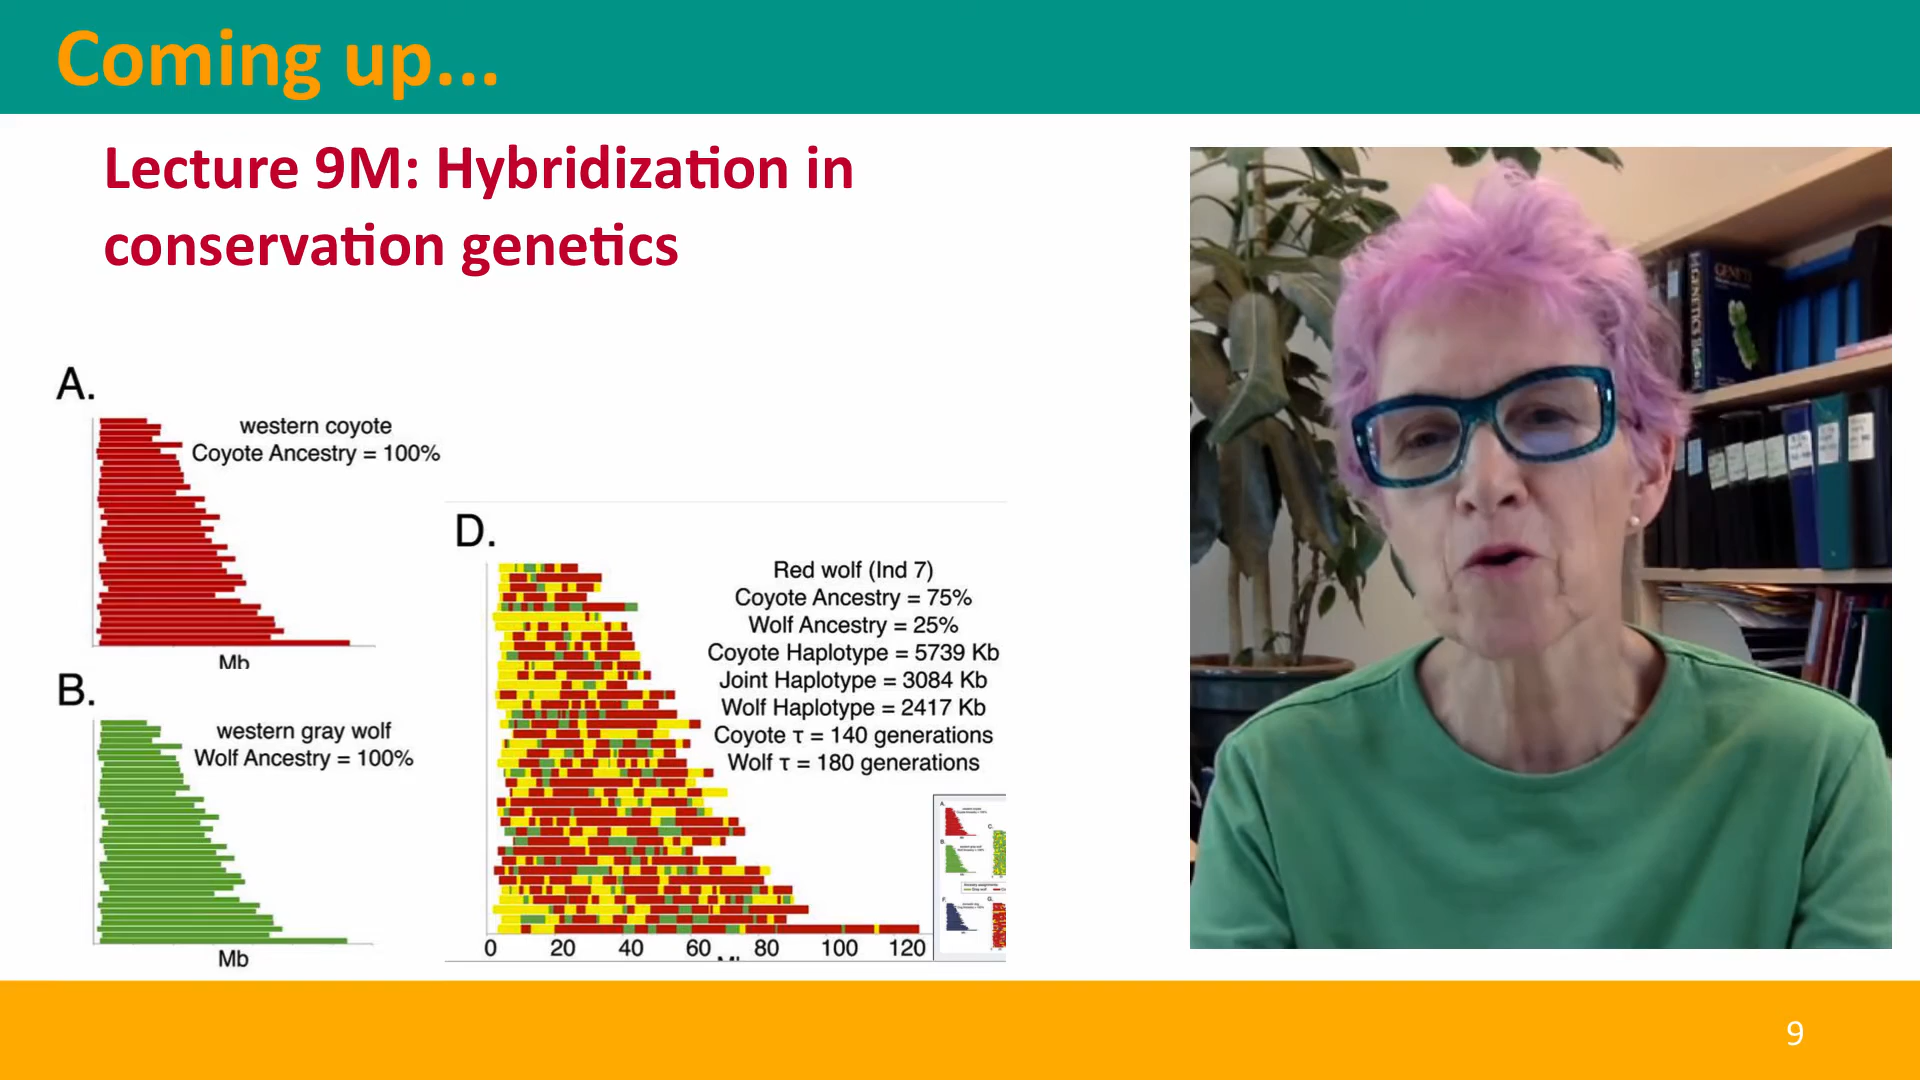 Coming up...
Lecture 9M: Hybridization in
conservation genetics
A.
western coyote
Coyote Ancestry = 100%
Mb
B.
western gray wolf
Wolf Ancestry = 100%
Mb
D.
Red wolf (Ind 7)
Coyote Ancestry = 75%
Wolf Ancestry = 25%
Coyote Haplotype = 5739 Kb
Joint Haplotype = 3084 Kb
Wolf Haplotype = 2417 Kb
Coyote τ = 140 generations
Wolf τ = 180 generations
0 20 40 60 80 100 120
GENETICS
9